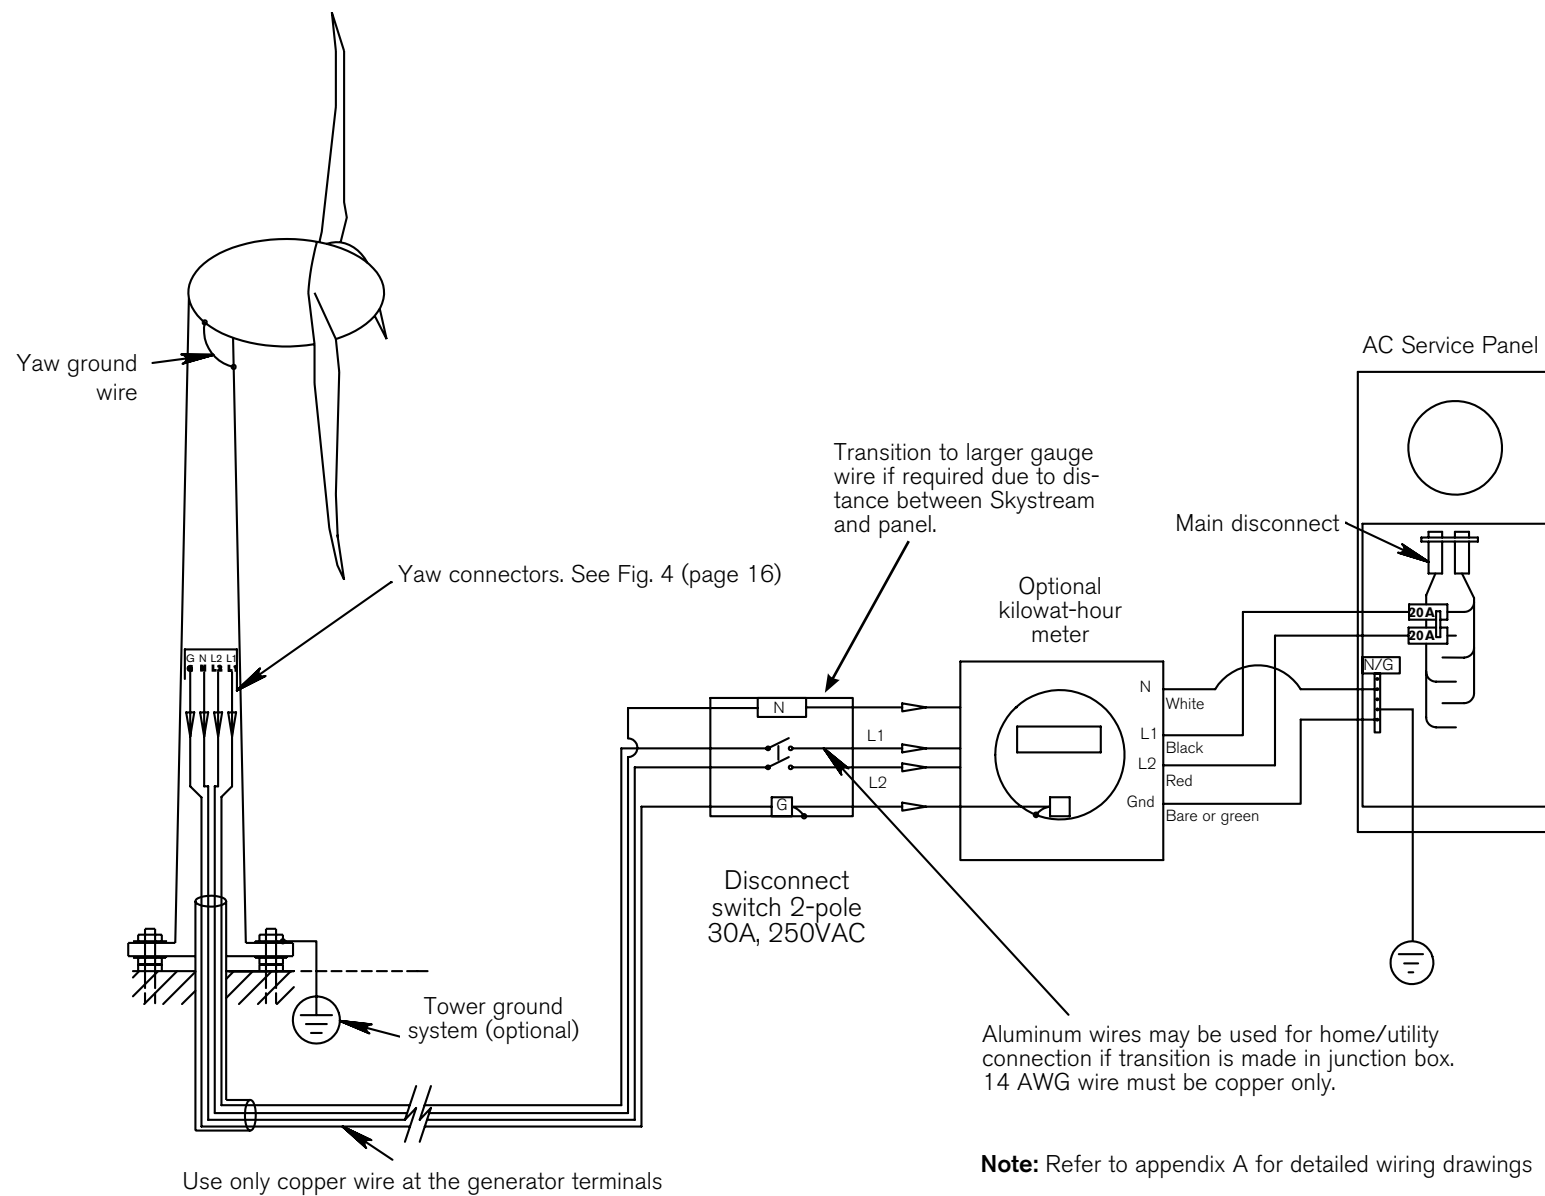 AC Service Panel
Yaw ground
wire
Transition to larger gauge
wire if required due to dis-
tance between Skystream
and panel.
Main disconnect
Yaw connectors. See Fig. 4 (page 16)
Optional
kilowat-hour
meter
20A
20A
G N L2 L1
N/G
N
White
N
L1
L1
Black
L2
L2
Red
G
Gnd
Bare or green
Disconnect
switch 2-pole
30A, 250VAC
Tower ground
system (optional)
Aluminum wires may be used for home/utility
connection if transition is made in junction box.
14 AWG wire must be copper only.
Note: Refer to appendix A for detailed wiring drawings
Use only copper wire at the generator terminals